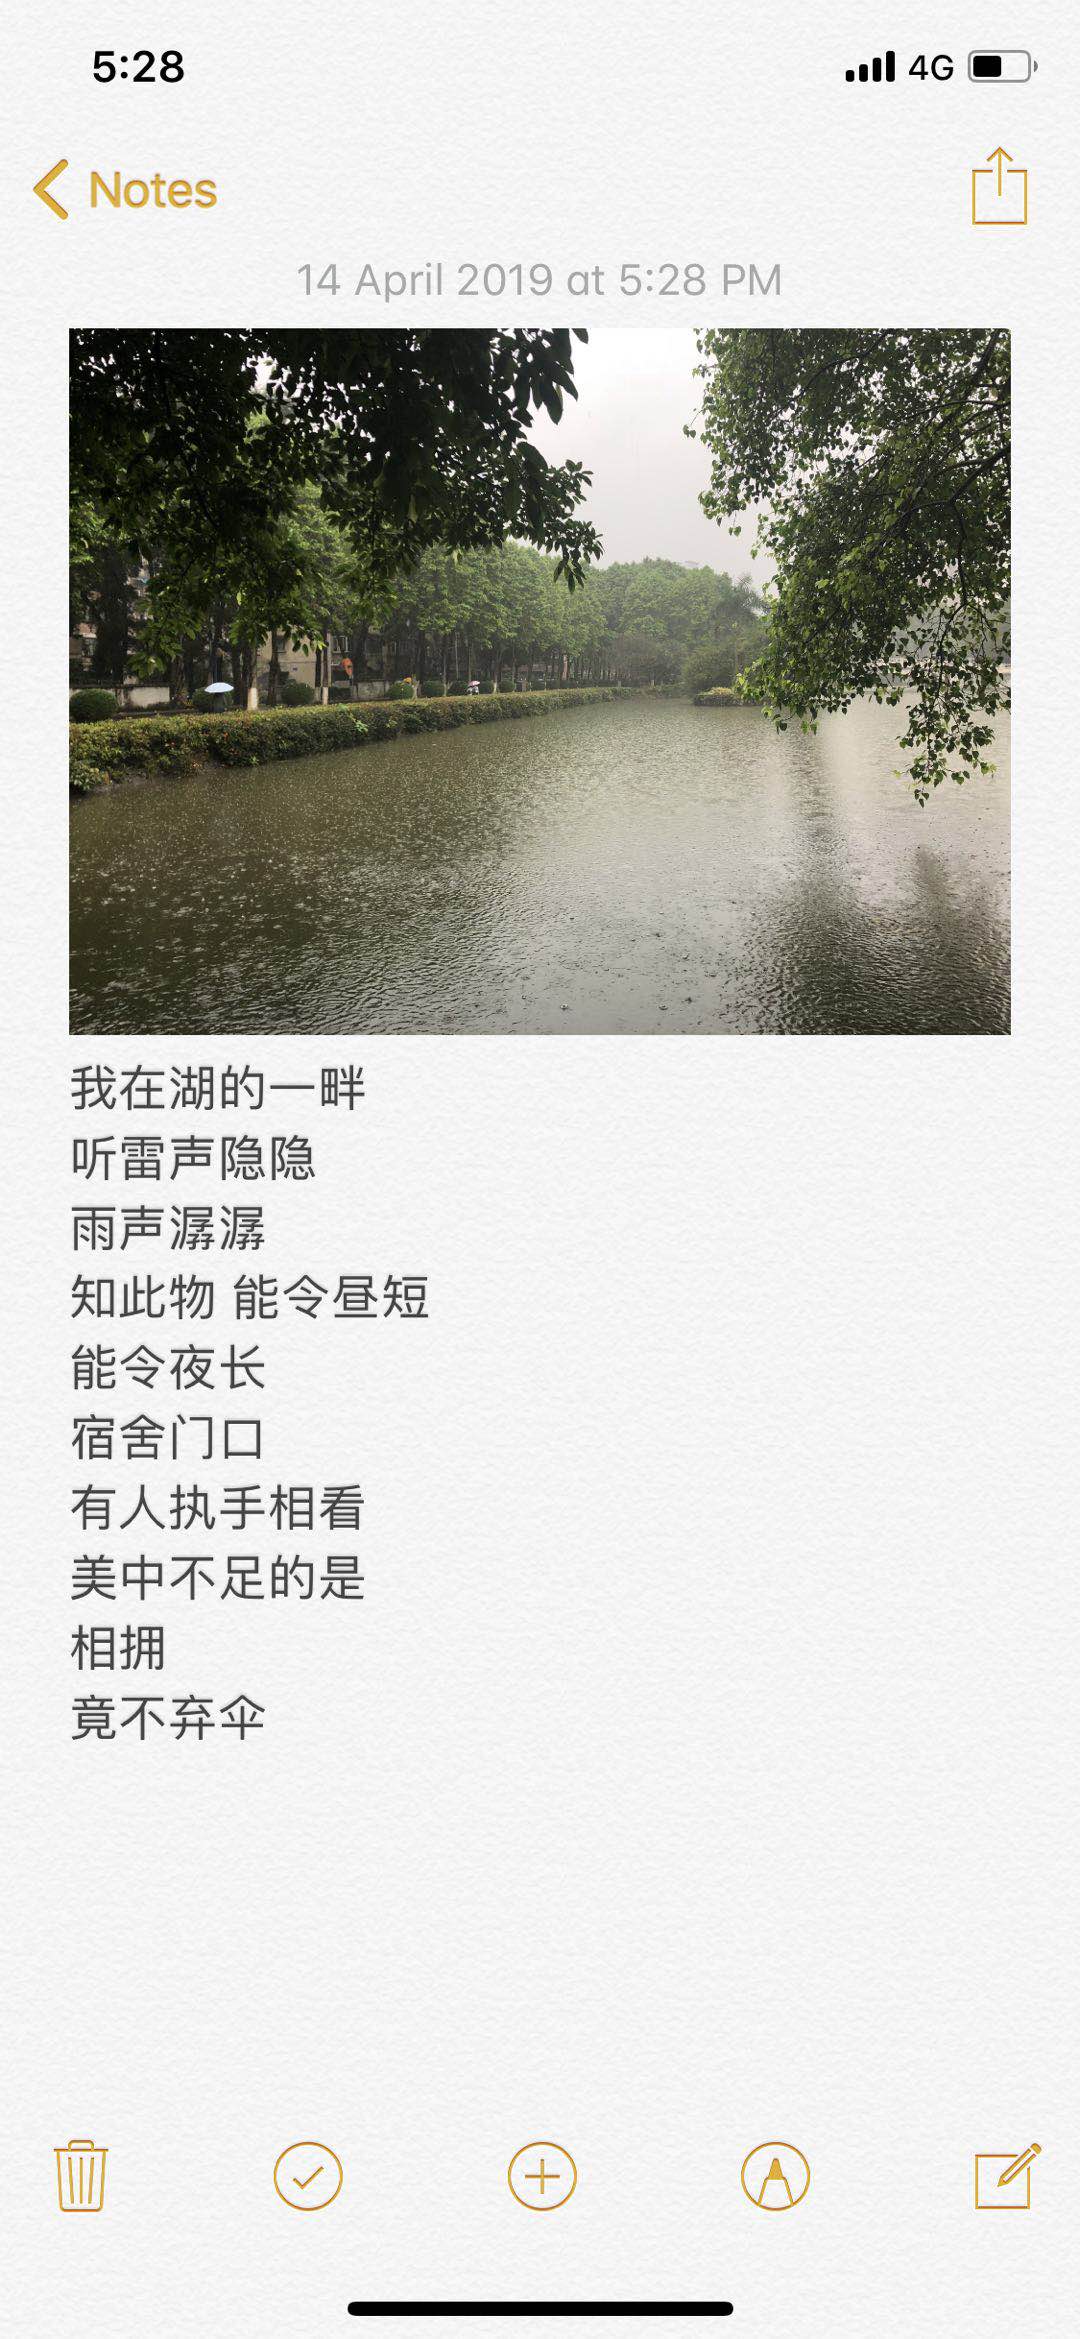 5:28
4G
Notes
14 April 2019 at 5:28 PM
我在湖的一畔
听雷声隐隐
雨声潺潺
知此物 能令昼短
能令夜长
宿舍门口
有人执手相看
美中不足的是
相拥
竟不弃伞